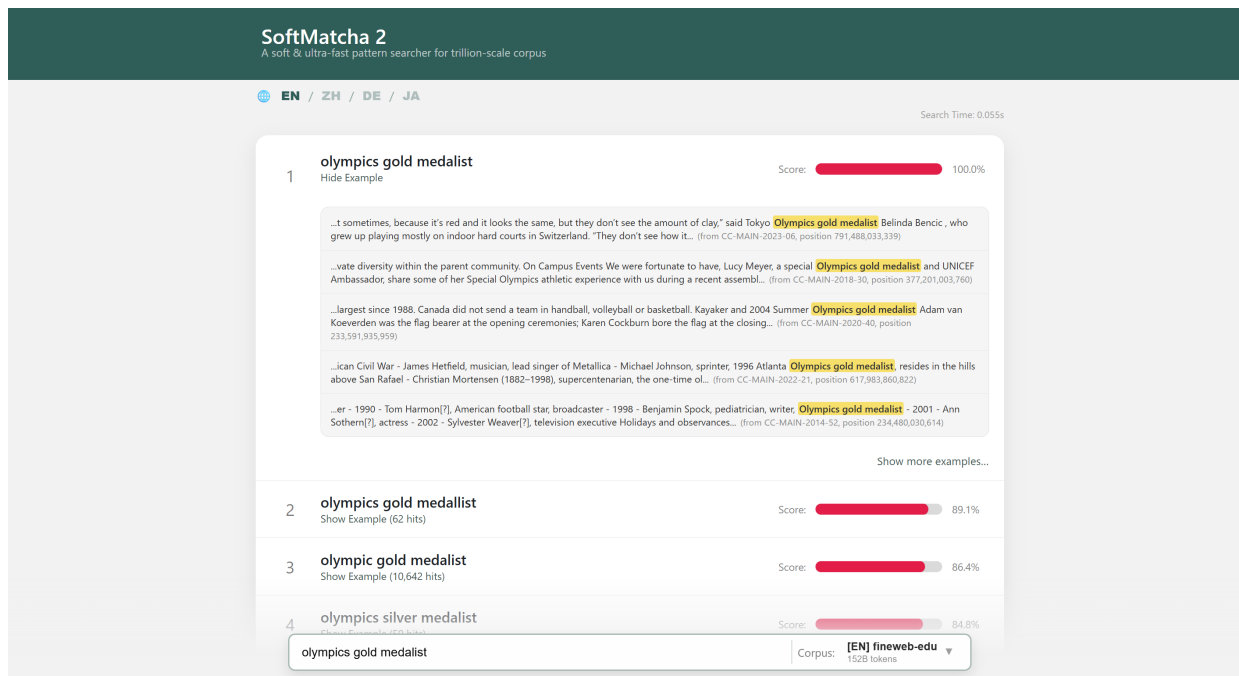 SoftMatcha 2
A soft & ultra-fast pattern searcher for trillion-scale corpus
EN / ZH / DE / JA
Search Time: 0.055s
1
olympics gold medalist
Hide Example
Score: 100.0%
...t sometimes, because it's red and it looks the same, but they don't see the amount of clay," said Tokyo Olympics gold medalist Belinda Bencic , who
grew up playing mostly on indoor hard courts in Switzerland. "They don't see how it... (from CC-MAIN-2023-06, position 791,488,033,339)
...vate diversity within the parent community. On Campus Events We were fortunate to have, Lucy Meyer, a special Olympics gold medalist and UNICEF
Ambassador, share some of her Special Olympics athletic experience with us during a recent assembl... (from CC-MAIN-2018-30, position 377,201,003,760)
...largest since 1988. Canada did not send a team in handball, volleyball or basketball. Kayaker and 2004 Summer Olympics gold medalist Adam van
Koeverden was the flag bearer at the opening ceremonies; Karen Cockburn bore the flag at the closing... (from CC-MAIN-2020-40, position
233,591,935,959)
...ican Civil War - James Hetfield, musician, lead singer of Metallica - Michael Johnson, sprinter, 1996 Atlanta Olympics gold medalist, resides in the hills
above San Rafael - Christian Mortensen (1882–1998), supercentenarian, the one-time ol... (from CC-MAIN-2022-21, position 617,983,860,822)
...er - 1990 - Tom Harmon[?], American football star, broadcaster - 1998 - Benjamin Spock, pediatrician, writer, Olympics gold medalist - 2001 - Ann
Sothern[?], actress - 2002 - Sylvester Weaver[?], television executive Holidays and observances... (from CC-MAIN-2014-52, position 234,480,030,614)
Show more examples...
2
olympics gold medallist
Show Example (62 hits)
Score: 89.1%
3
olympic gold medalist
Show Example (10,642 hits)
Score: 86.4%
4
olympics silver medalist
Show Example (50 hits)
Score: 84.8%
olympics gold medalist
Corpus:
[EN] fineweb-edu
152B tokens